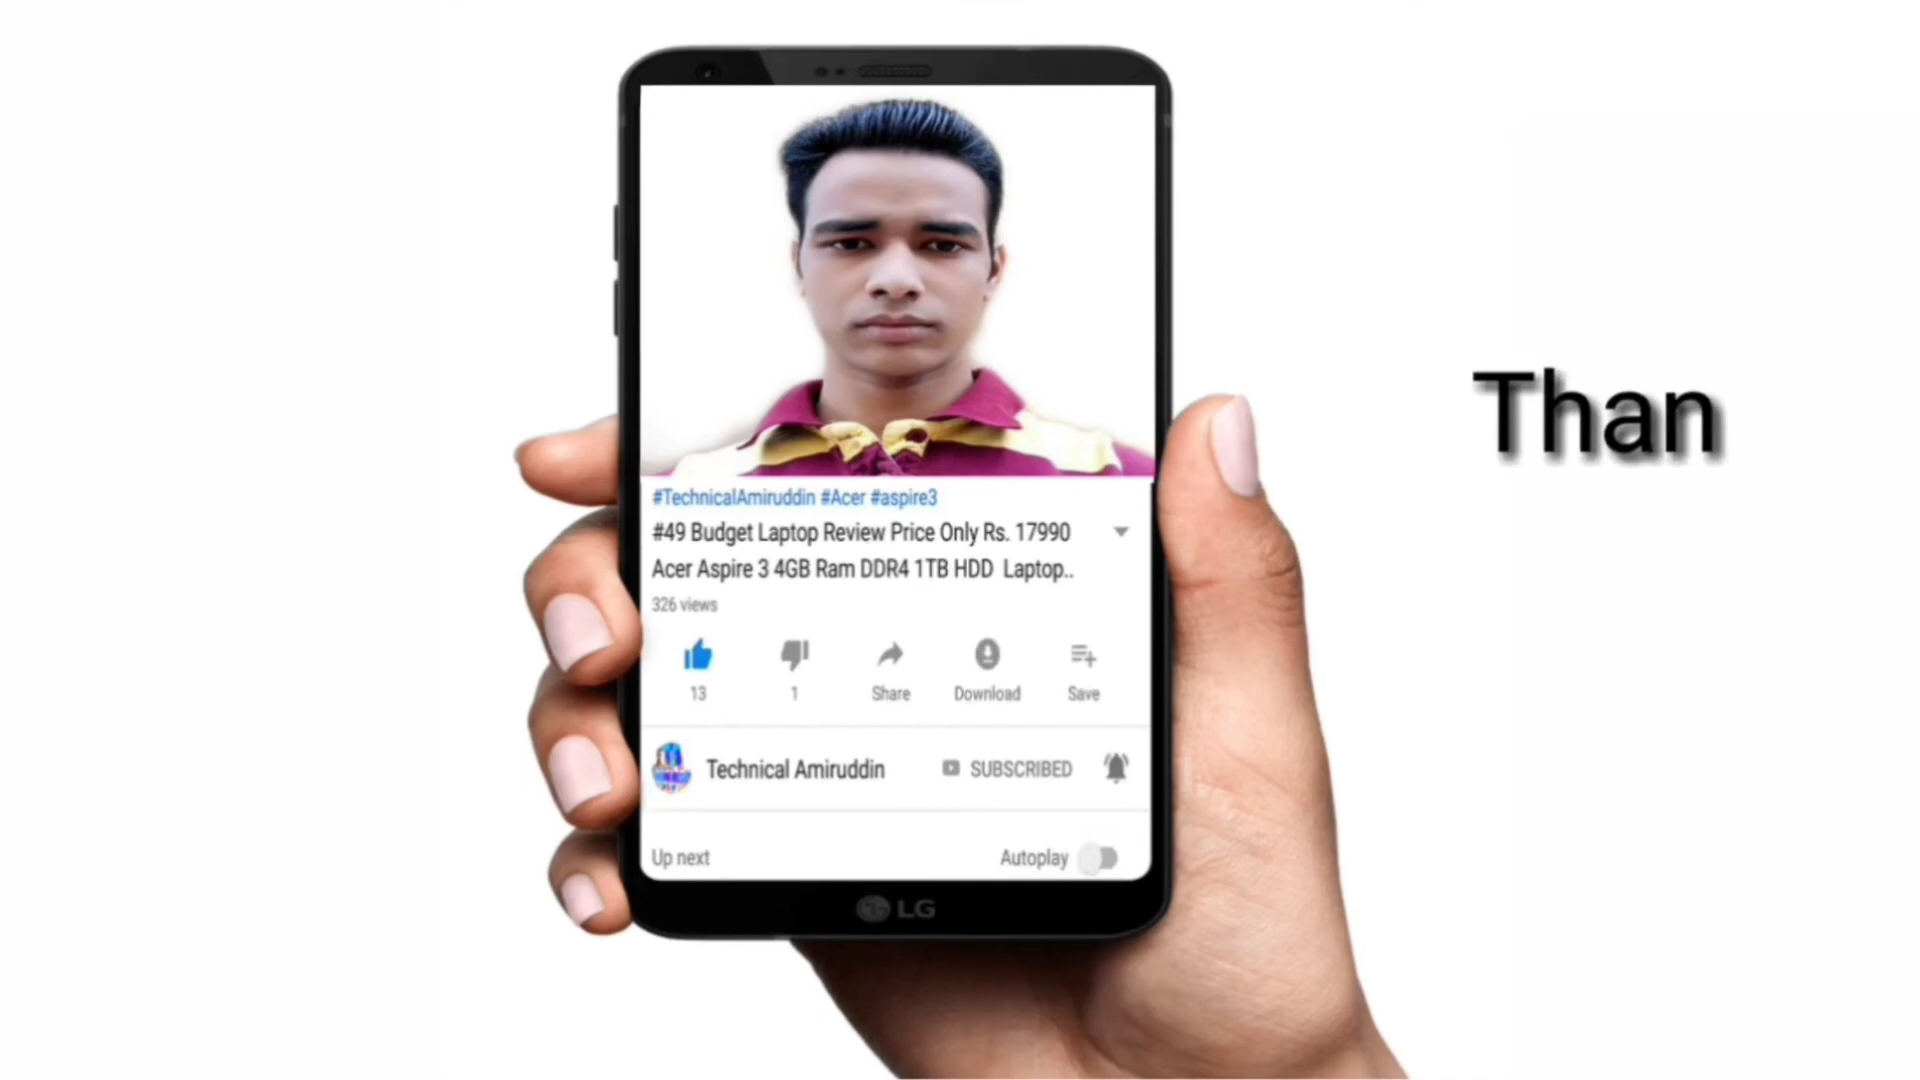 #TechnicalAmiruddin #Acer #aspire3
#49 Budget Laptop Review Price Only Rs. 17990
Acer Aspire 3 4GB Ram DDR4 1TB HDD Laptop..
326 views
13
1
Share
Download
Save
Technical Amiruddin
SUBSCRIBED
Up next
Autoplay
LG
Than